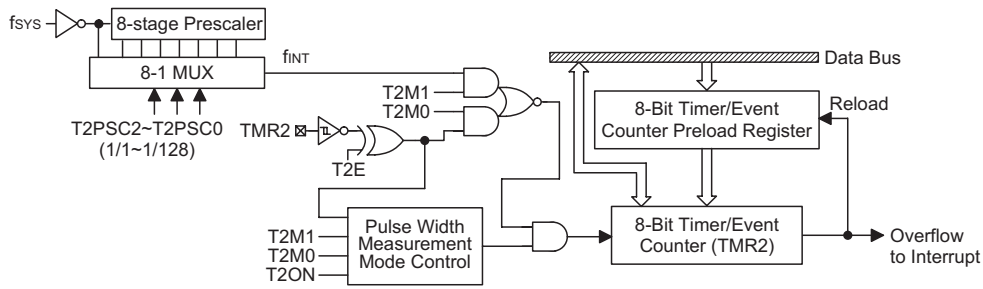 fSYS
8-stage Prescaler
8-1 MUX
fINT
T2PSC2~T2PSC0
(1/1~1/128)
T2M1
T2M0
TMR2
T2E
T2M1
T2M0
T2ON
Pulse Width
Measurement
Mode Control
Data Bus
8-Bit Timer/Event
Counter Preload Register
Reload
8-Bit Timer/Event
Counter (TMR2)
Overflow
to Interrupt